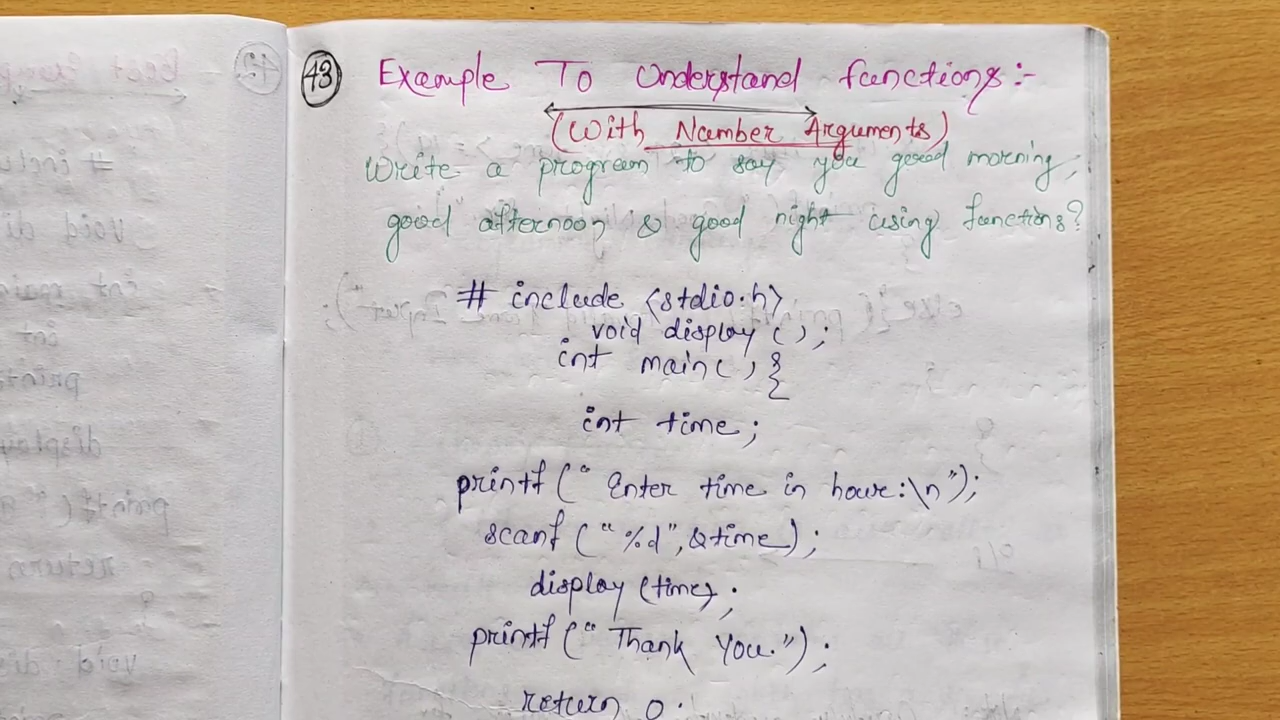 43 Example To Understand functions:-
(With Number Arguments)
Write a program to say you good morning,
good afternoon & good night using functions?
# include <stdio.h>
void display ();
int main() {
int time;
printf (" Enter time in hour:\n");
scanf ("%d", &time);
display (time);
printf (" Thank You.");
return 0;